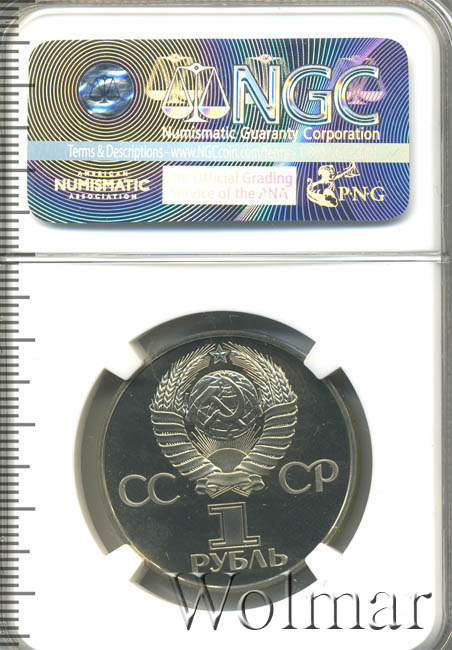 NGC
Numismatic Guaranty Corporation
Terms & Descriptions - www.NGCcoin.com/terms
AMERICAN
NUMISMATIC
ASSOCIATION
The Official Grading
Service of the ANA
PNG
СС СР
1
РУБЛЬ
Wolmar